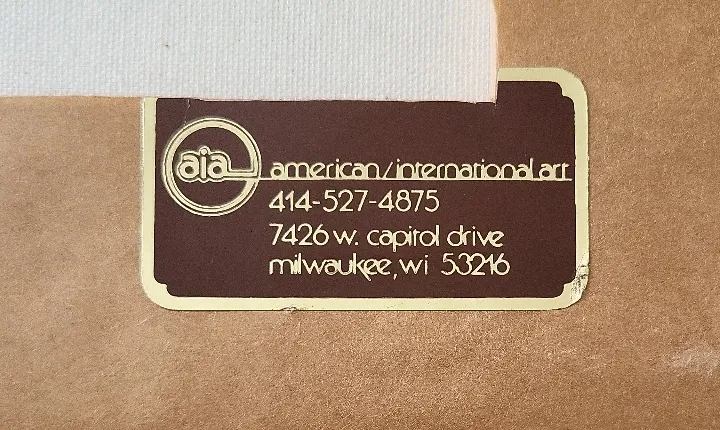 aia american/international art
414-527-4875
7426 w. capitol drive
milwaukee, wi 53216